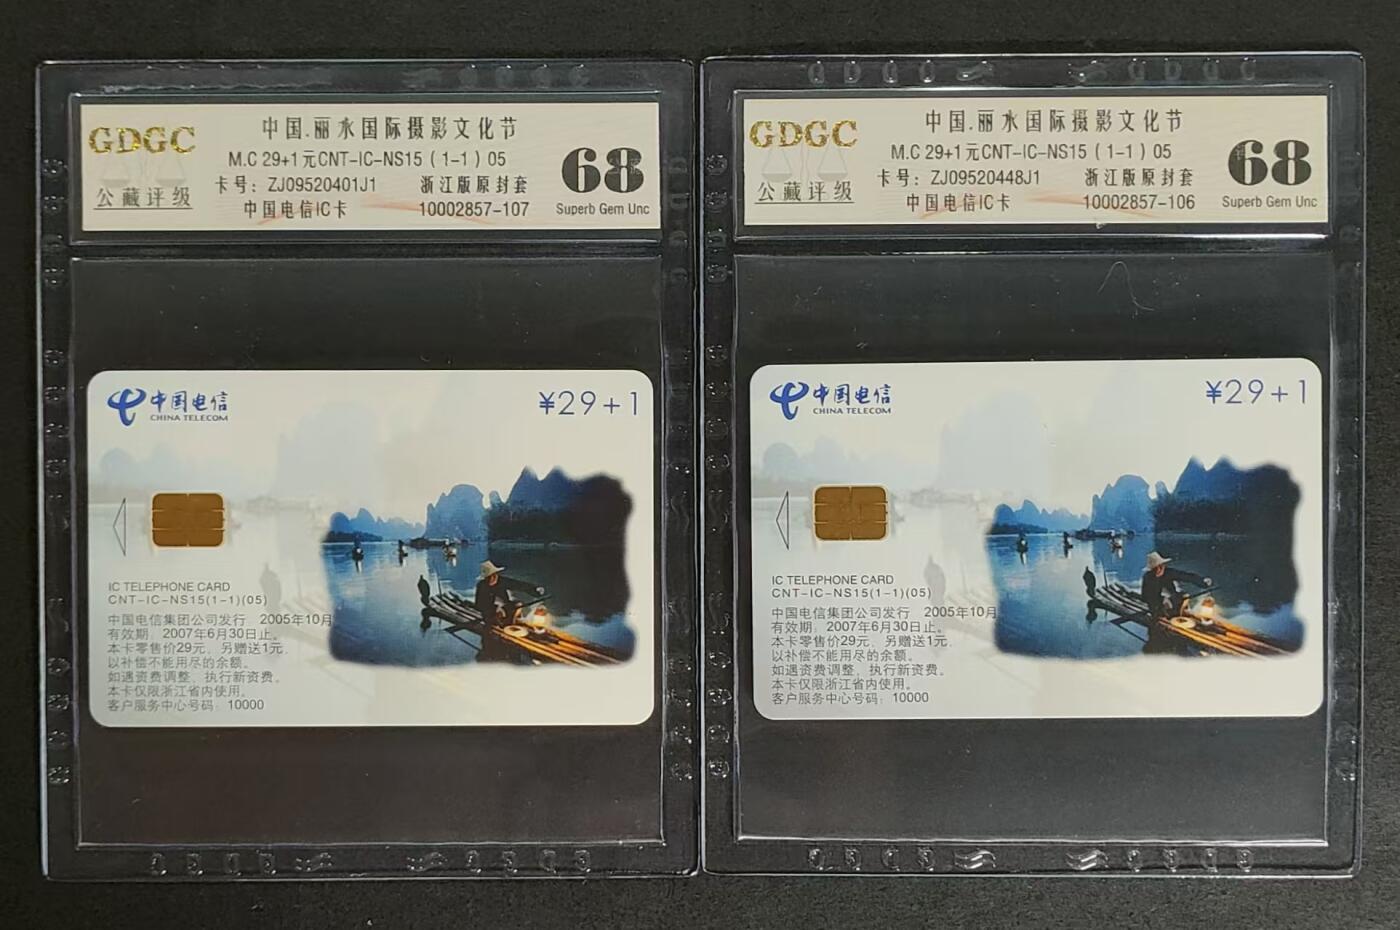 GDGC
公藏评级
中国.丽水国际摄影文化节
M.C 29+1元CNT-IC-NS15（1-1）05
卡号：ZJ09520401J1 浙江版原封套
中国电信IC卡 10002857-107
68
Superb Gem Unc
中国电信
CHINA TELECOM
¥29+1
IC TELEPHONE CARD
CNT-IC-NS15(1-1)(05)
中国电信集团公司发行 2005年10月
有效期：2007年6月30日止。
本卡零售价29元，另赠送1元，
以补偿不能用尽的余额。
如遇资费调整，执行新资费。
本卡仅限浙江省内使用。
客户服务中心号码：10000
GDGC
公藏评级
中国.丽水国际摄影文化节
M.C 29+1元CNT-IC-NS15（1-1）05
卡号：ZJ09520448J1 浙江版原封套
中国电信IC卡 10002857-106
68
Superb Gem Unc
中国电信
CHINA TELECOM
¥29+1
IC TELEPHONE CARD
CNT-IC-NS15(1-1)(05)
中国电信集团公司发行 2005年10月
有效期：2007年6月30日止。
本卡零售价29元，另赠送1元，
以补偿不能用尽的余额。
如遇资费调整，执行新资费。
本卡仅限浙江省内使用。
客户服务中心号码：10000